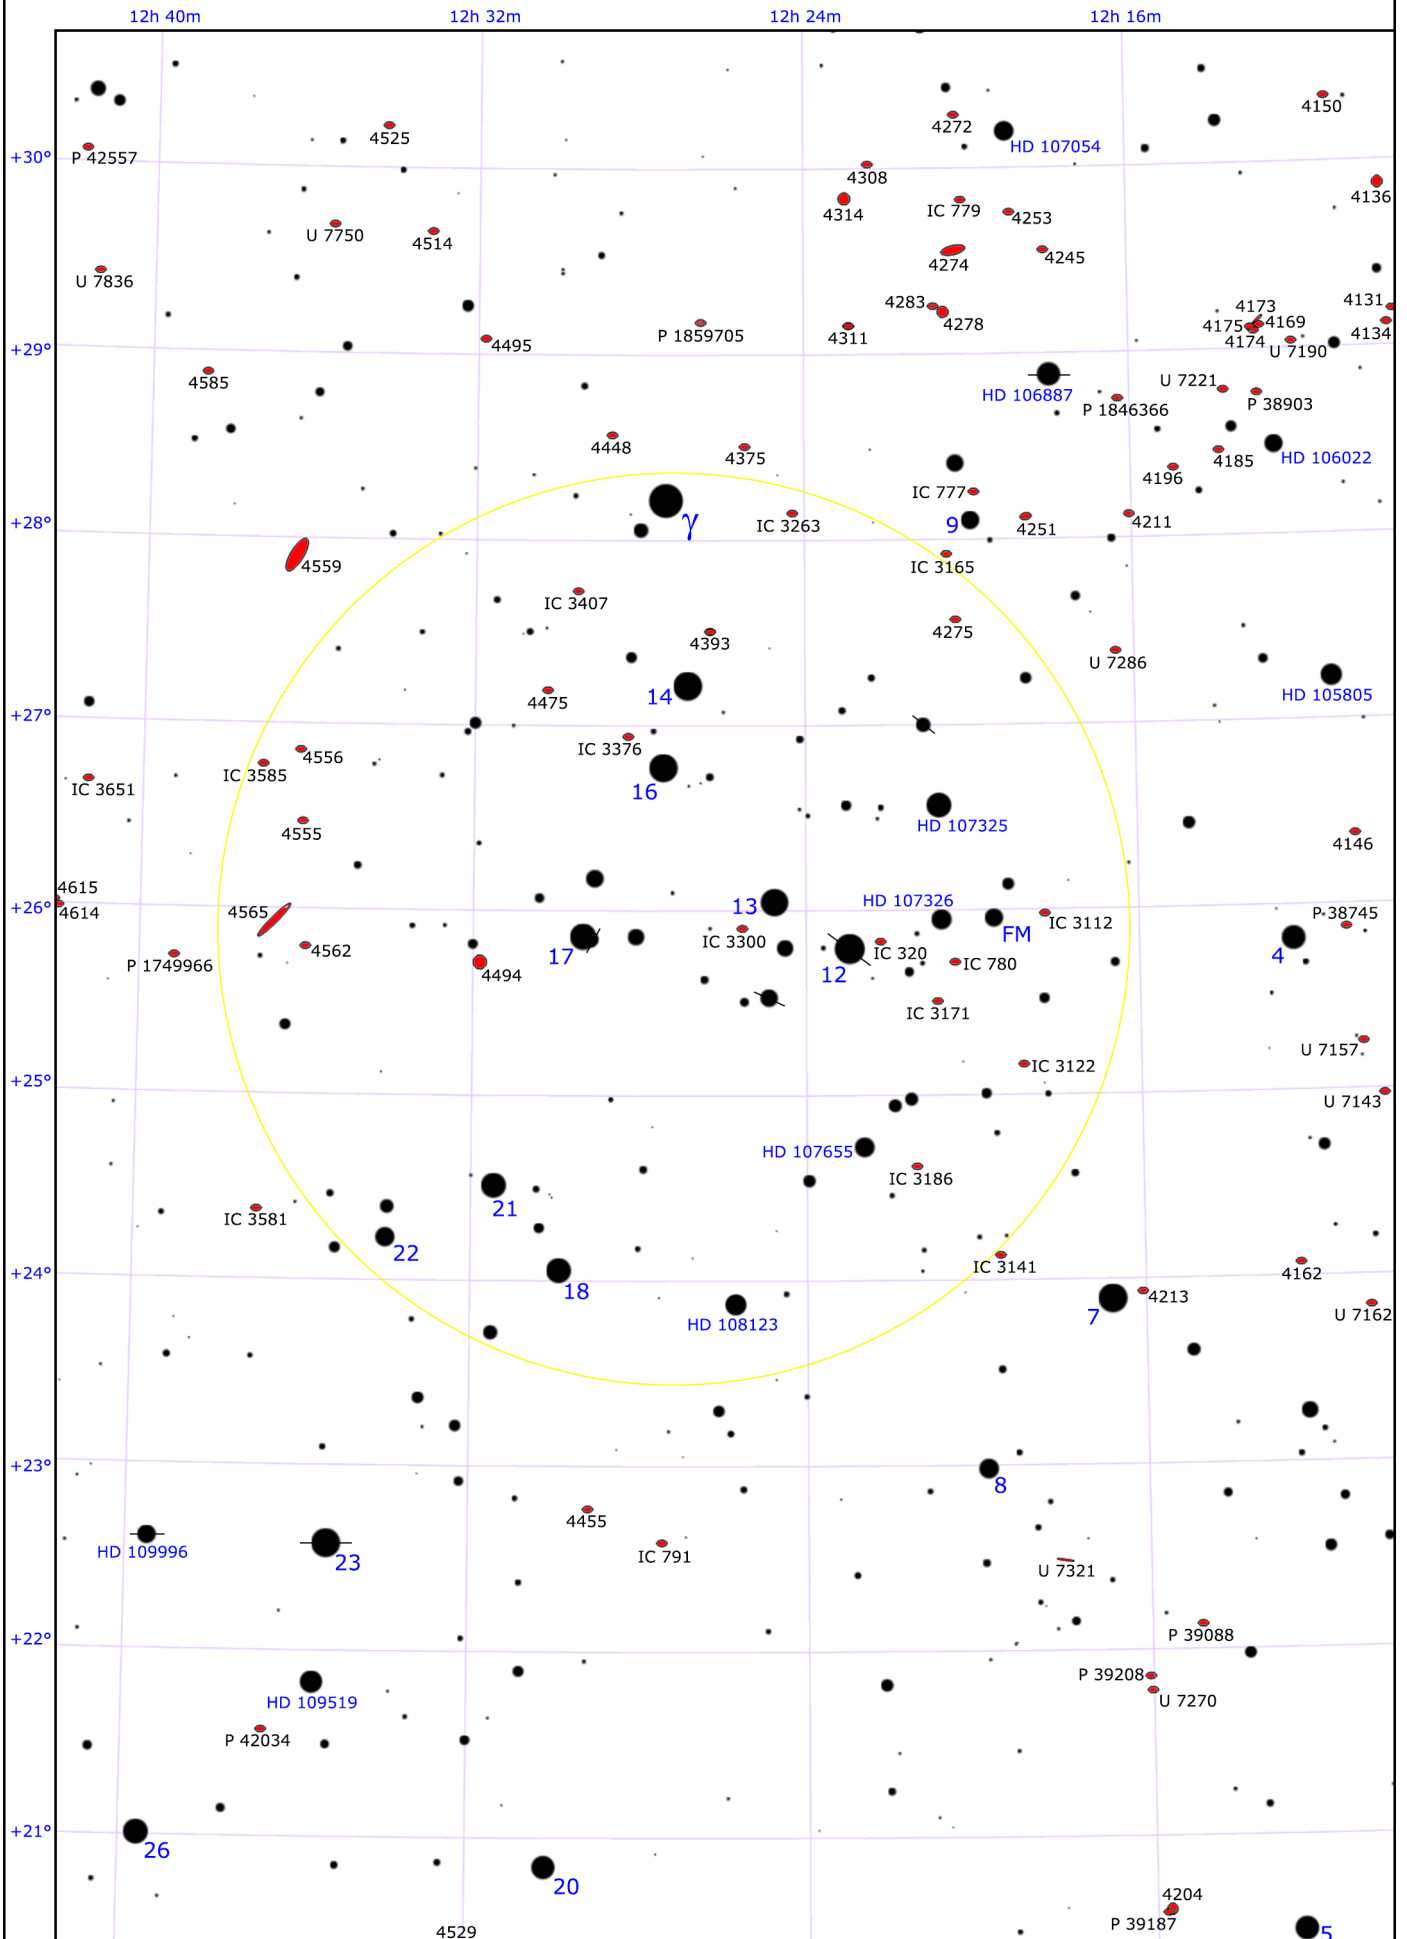 12h 40m 12h 32m 12h 24m 12h 16m
4150
4525 4272
HD 107054
+30° P 42557
4308
4136
4314 IC 779 4253
U 7750 4514
4274 4245
U 7836
4283 4173 4131
4278 4175 4169
P 1859705 4311 4174 4134
+29° 4495 U 7190
4585 U 7221
HD 106887 P 1846366 P 38903
4448 4375 4185 HD 106022
4196
IC 777
+28° γ IC 3263 9 4251 4211
4559 IC 3165
IC 3407
4393 4275
U 7286
14 HD 105805
4475
+27°
IC 3376
4556
IC 3585
IC 3651 16
HD 107325
4555 4146
4615
+26° 4614 4565 13 HD 107326 P 38745
FM IC 3112
IC 3300
4562 17 12 IC 320 4
P 1749966 4494 IC 780
IC 3171
U 7157
IC 3122
+25°
U 7143
HD 107655
IC 3186
21
IC 3581
22
IC 3141
+24° 4162
18 7 4213
HD 108123 U 7162
+23°
8
4455
HD 109996 23 IC 791
U 7321
+22° P 39088
P 39208
HD 109519 U 7270
P 42034
+21°
26
20
4204
P 39187
4529 5